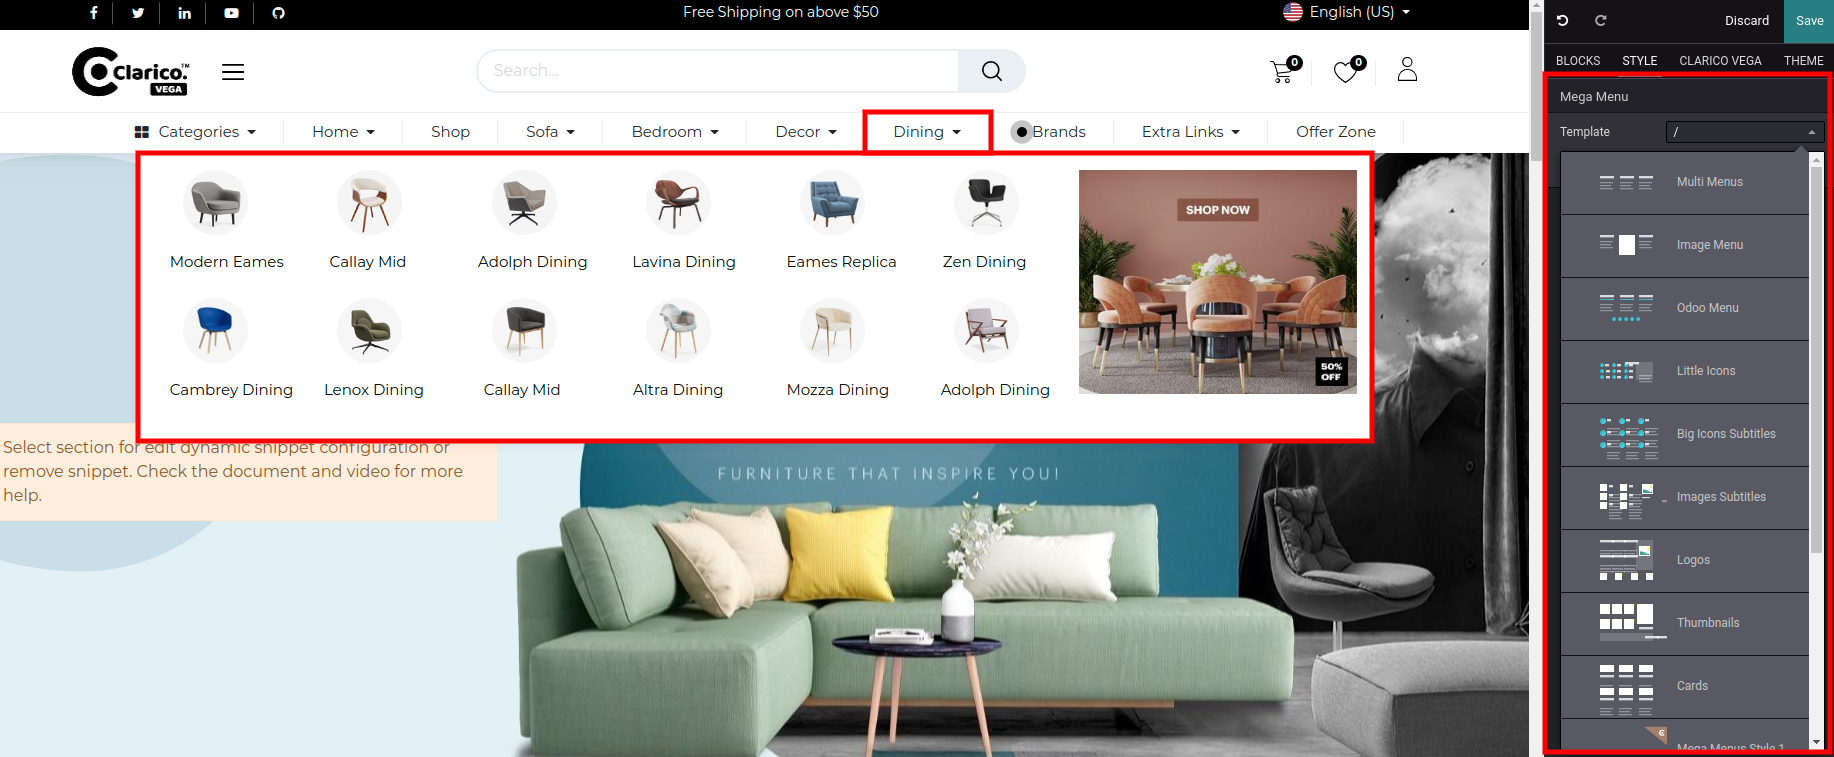 Free Shipping on above $50
English (US)
Discard
Save
Clarico.™
VEGA
Search...
0
0
BLOCKS
STYLE
CLARICO VEGA
THEME
Categories
Home
Shop
Sofa
Bedroom
Decor
Dining
Brands
Extra Links
Offer Zone
Modern Eames
Callay Mid
Adolph Dining
Lavina Dining
Eames Replica
Zen Dining
Cambrey Dining
Lenox Dining
Callay Mid
Altra Dining
Mozza Dining
Adolph Dining
SHOP NOW
50%
OFF
Select section for edit dynamic snippet configuration or
remove snippet. Check the document and video for more
help.
FURNITURE THAT INSPIRE YOU!
Mega Menu
Template
/
Multi Menus
Image Menu
Odoo Menu
Little Icons
Big Icons Subtitles
Images Subtitles
Logos
Thumbnails
Cards
Mega Menus Style 1